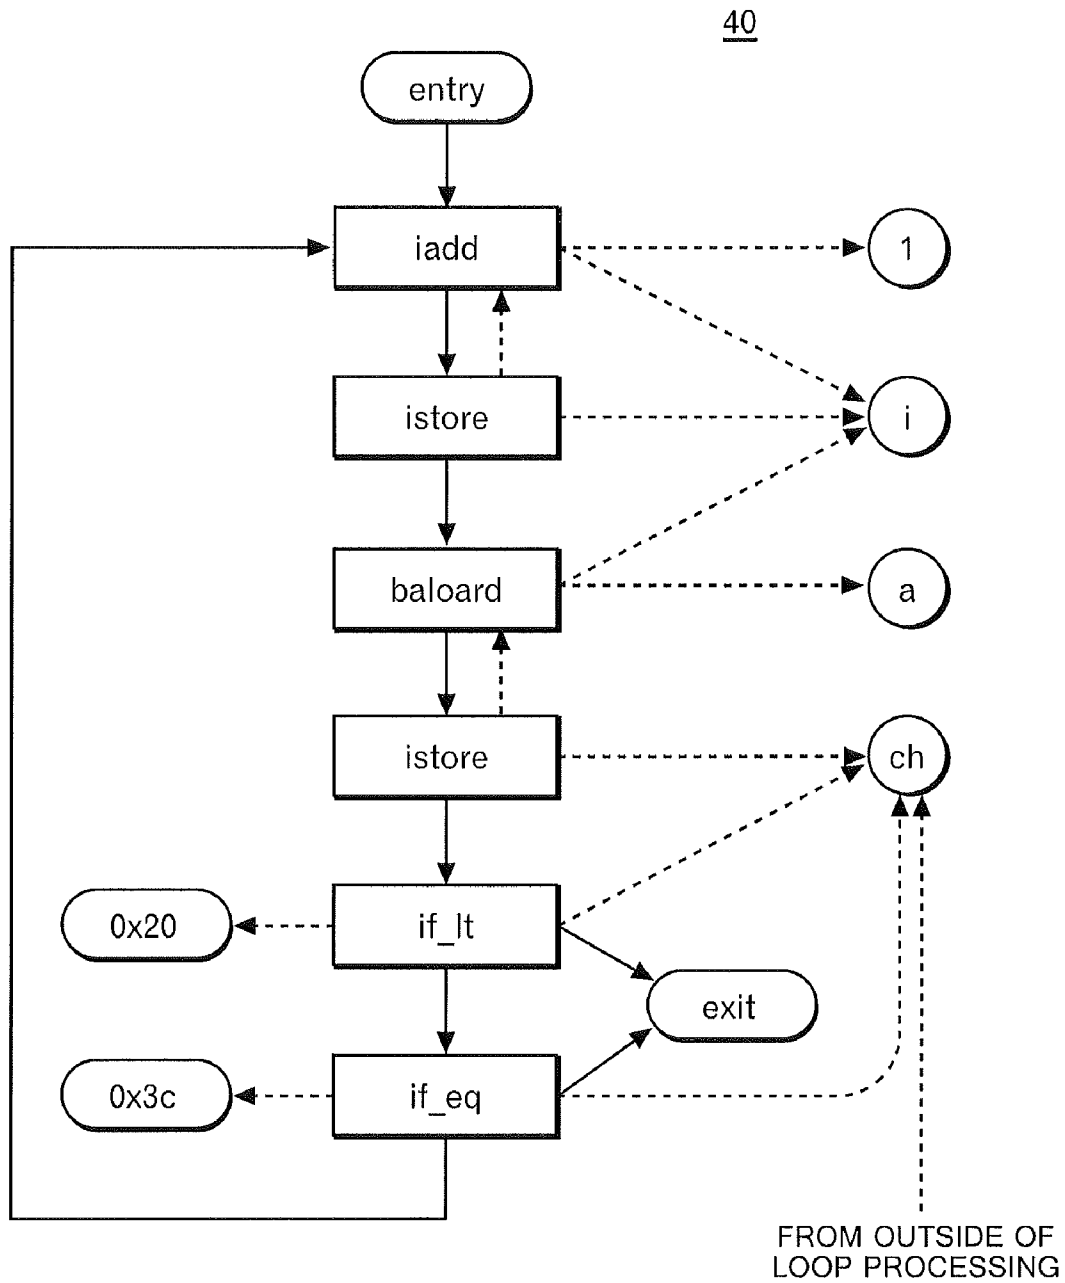 40
entry
iadd
1
istore
i
baloard
a
istore
ch
0x20
if_lt
exit
0x3c
if_eq
FROM OUTSIDE OF
LOOP PROCESSING